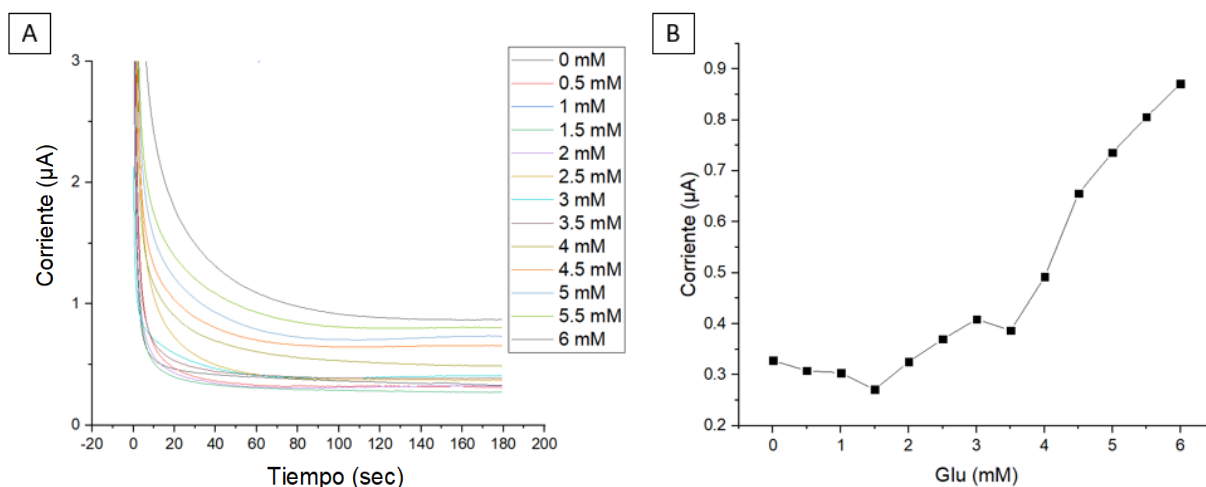 A
3
2
1
0
-20
0
20
40
60
80
100
120
140
160
180
200
Corriente (µA)
Tiempo (sec)
0 mM
0.5 mM
1 mM
1.5 mM
2 mM
2.5 mM
3 mM
3.5 mM
4 mM
4.5 mM
5 mM
5.5 mM
6 mM
B
0.9
0.8
0.7
0.6
0.5
0.4
0.3
0.2
0
1
2
3
4
5
6
Corriente (µA)
Glu (mM)